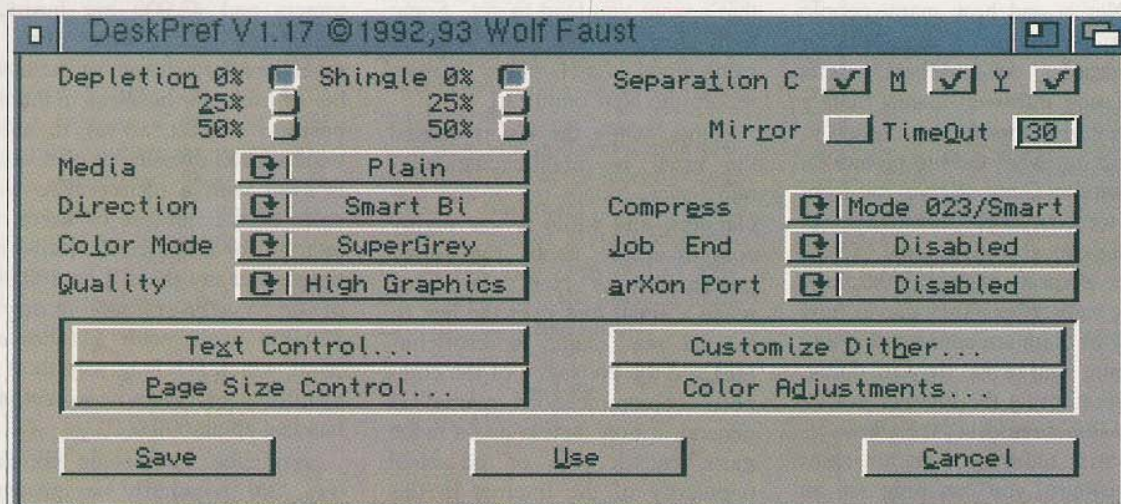 DeskPref V 1.17 ©1992,93 Wolf Faust
Depletion 0% Shingle 0% Separation C M Y
25% 25%
50% 50% Mirror TimeOut 30
Media Plain
Direction Smart Bi Compress Mode 023/Smart
Color Mode SuperGrey Job End Disabled
Quality High Graphics arXon Port Disabled
Text Control... Customize Dither...
Page Size Control... Color Adjustments...
Save Use Cancel